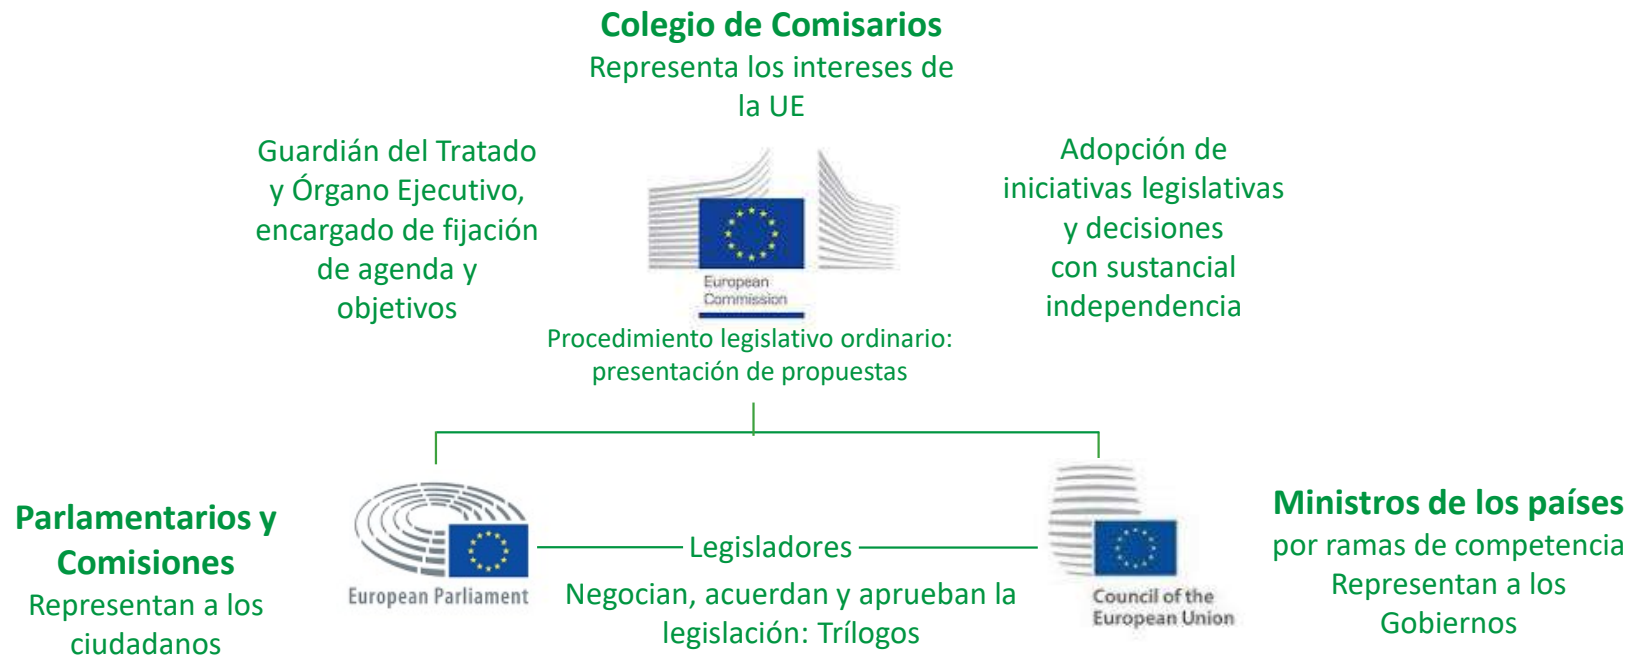 Colegio de Comisarios
Representa los intereses de
la UE
Guardián del Tratado
y Órgano Ejecutivo,
encargado de fijación
de agenda y
objetivos
European
Commission
Adopción de
iniciativas legislativas
y decisiones
con sustancial
independencia
Procedimiento legislativo ordinario:
presentación de propuestas
Parlamentarios y
Comisiones
Representan a los
ciudadanos
European Parliament
Legisladores
Negocian, acuerdan y aprueban la
legislación: Trílogos
Council of the
European Union
Ministros de los países
por ramas de competencia
Representan a los
Gobiernos